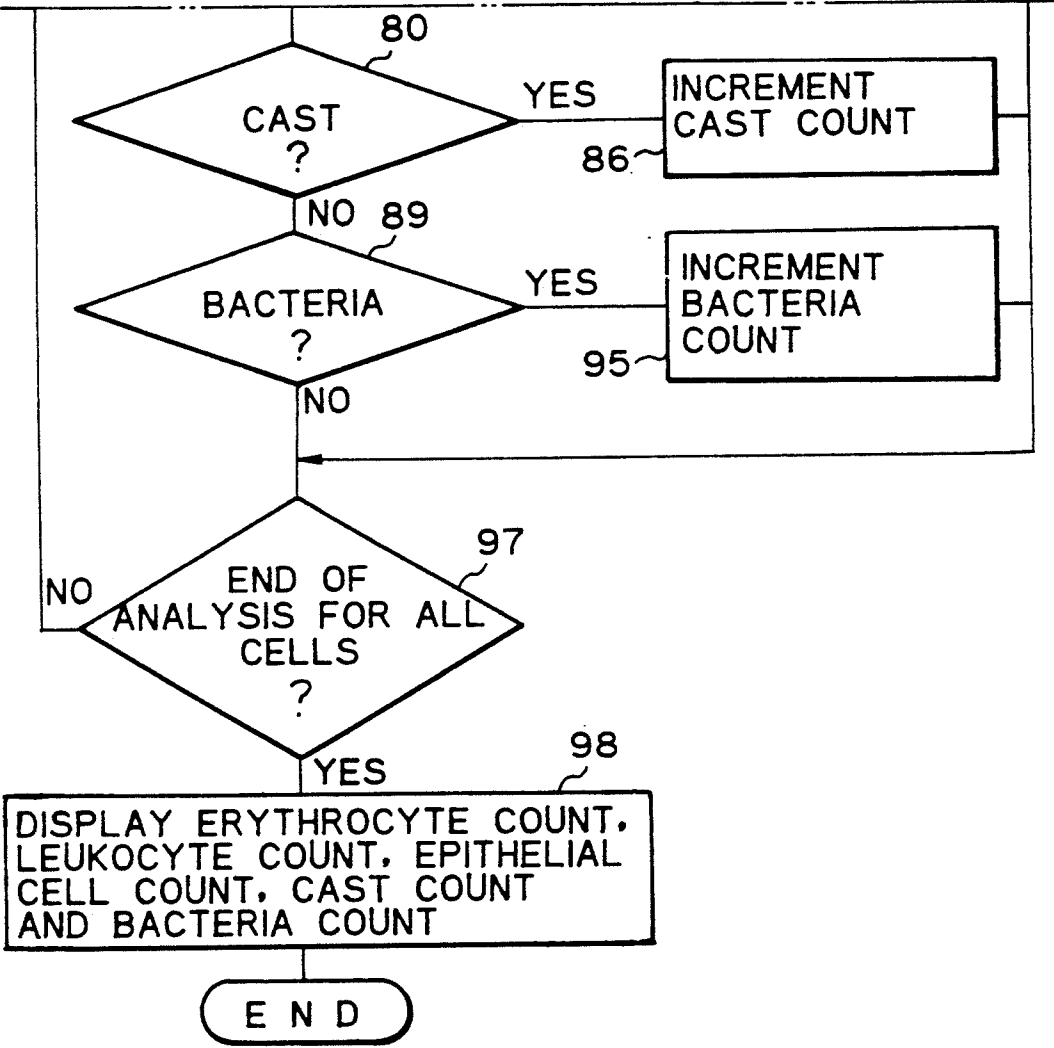 80
CAST
?
YES
INCREMENT
CAST COUNT
86
NO
89
BACTERIA
?
YES
INCREMENT
BACTERIA
COUNT
95
NO
97
END OF
ANALYSIS FOR ALL
CELLS
?
NO
YES
98
DISPLAY ERYTHROCYTE COUNT,
LEUKOCYTE COUNT, EPITHELIAL
CELL COUNT, CAST COUNT
AND BACTERIA COUNT
END